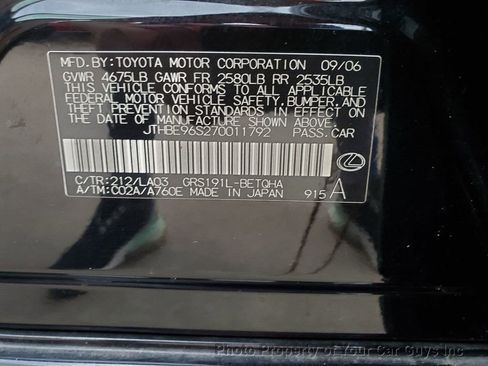 MFD.BY:TOYOTA MOTOR CORPORATION 09/06
GVWR 4675LB GAWR FR 2580LB RR 2535LB
THIS VEHICLE CONFORMS TO ALL APPLICABLE
FEDERAL MOTOR VEHICLE SAFETY, BUMPER, AND
THEFT PREVENTION STANDARDS IN EFFECT ON
THE DATE OF MANUFACTURE SHOWN ABOVE.
JTHBE96S270011792 PASS.CAR
C/TR:212/LA03 GRS191L-BETQHA
A/TM:C02A/A760E MADE IN JAPAN 915 A
Photo Property of Your Car Guys Inc